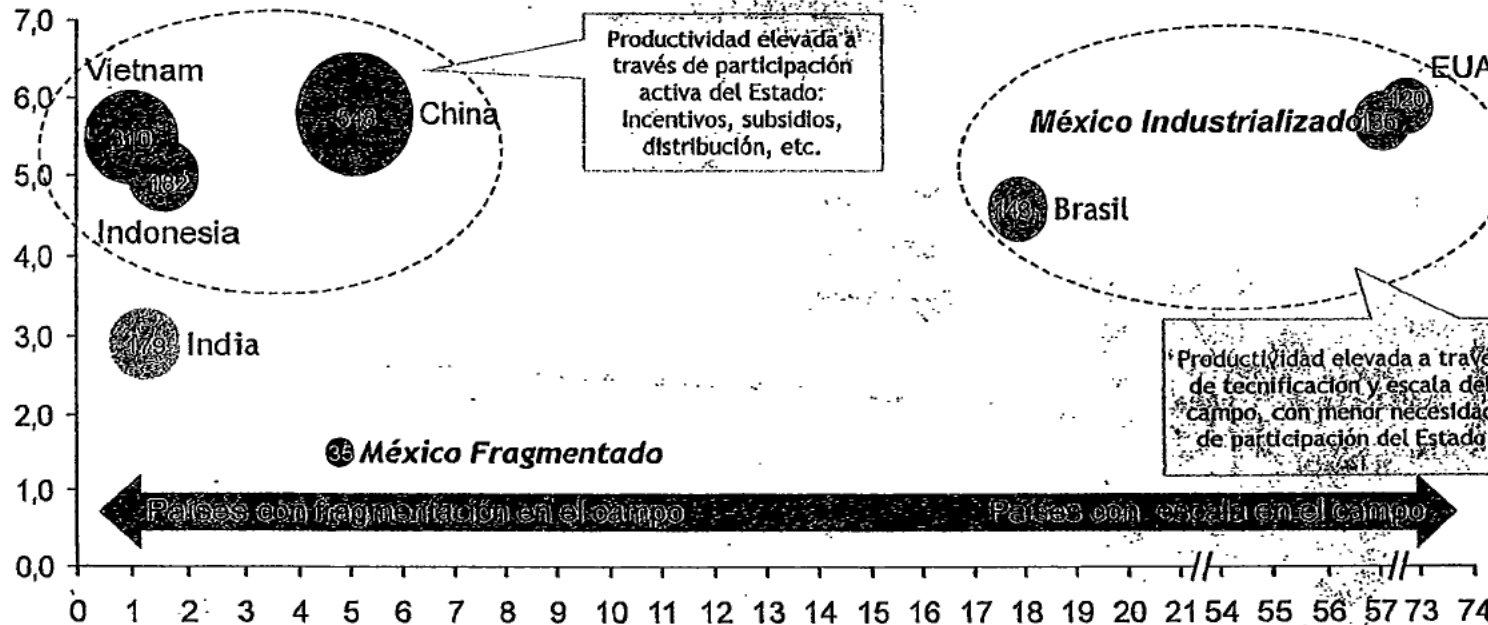 7,0
6,0
5,0
4,0
3,0
2,0
1,0
0,0
Vietnam
310
182
Indonesia
548
China
Productividad elevada a
través de participación
activa del Estado:
Incentivos, subsidios,
distribución, etc.
EUA
120
México Industrializado
136
143
Brasil
179
India
Productividad elevada a travé
de tecnificación y escala del
campo, con menor necesidad
de participación del Estado
35 México Fragmentado
Países con fragmentación en el campo
Países con escala en el campo
0 1 2 3 4 5 6 7 8 9 10 11 12 13 14 15 16 17 18 19 20 21 54 55 56 57 73 74